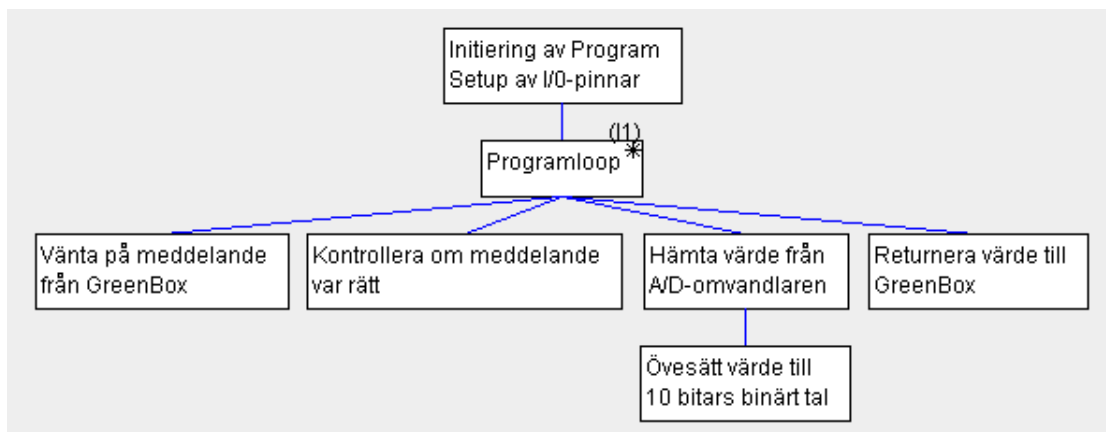 Initiering av Program
Setup av I/0-pinnar
(I1)
Programloop *
Vänta på meddelande
från GreenBox
Kontrollera om meddelande
var rätt
Hämta värde från
A/D-omvandlaren
Returnera värde till
GreenBox
Övesätt värde till
10 bitars binärt tal